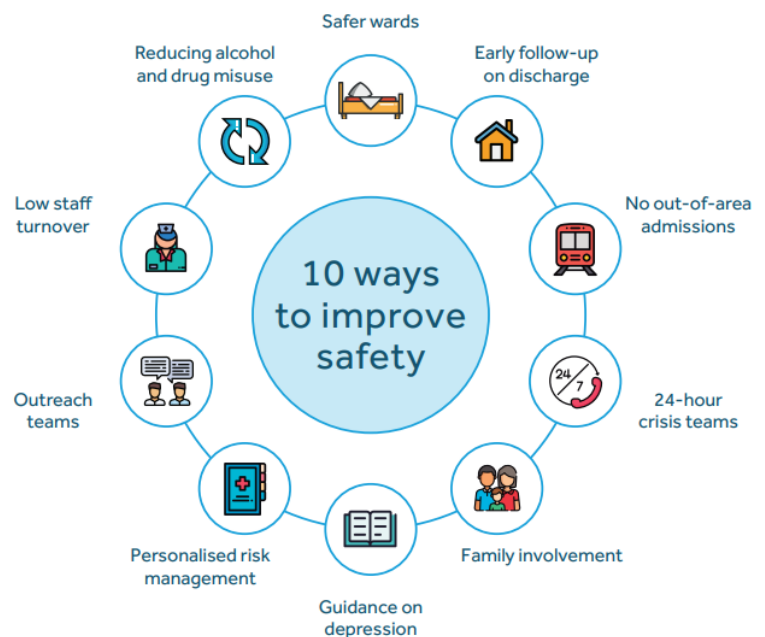 Safer wards
Early follow-up
on discharge
No out-of-area
admissions
24
7
24-hour
crisis teams
Family involvement
Guidance on
depression
Personalised risk
management
Outreach
teams
Low staff
turnover
Reducing alcohol
and drug misuse
10 ways
to improve
safety